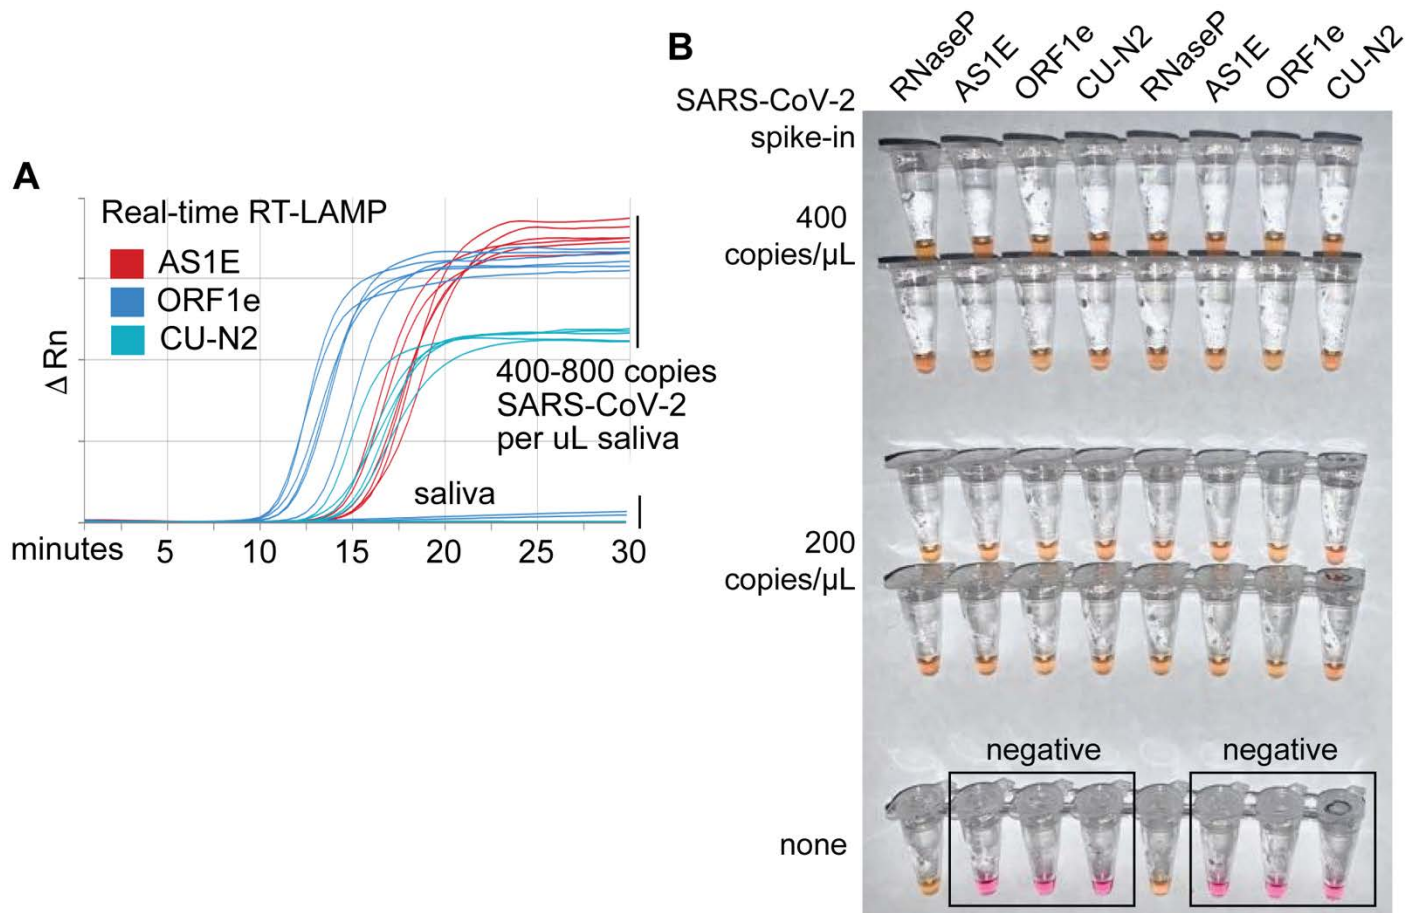 A
Real-time RT-LAMP
AS1E
ORF1e
CU-N2
Δ Rn
400-800 copies
SARS-CoV-2
per uL saliva
saliva
minutes 5 10 15 20 25 30
B
RNaseP AS1E ORF1e CU-N2 RNaseP AS1E ORF1e CU-N2
SARS-CoV-2
spike-in
400
copies/µL
200
copies/µL
negative negative
none